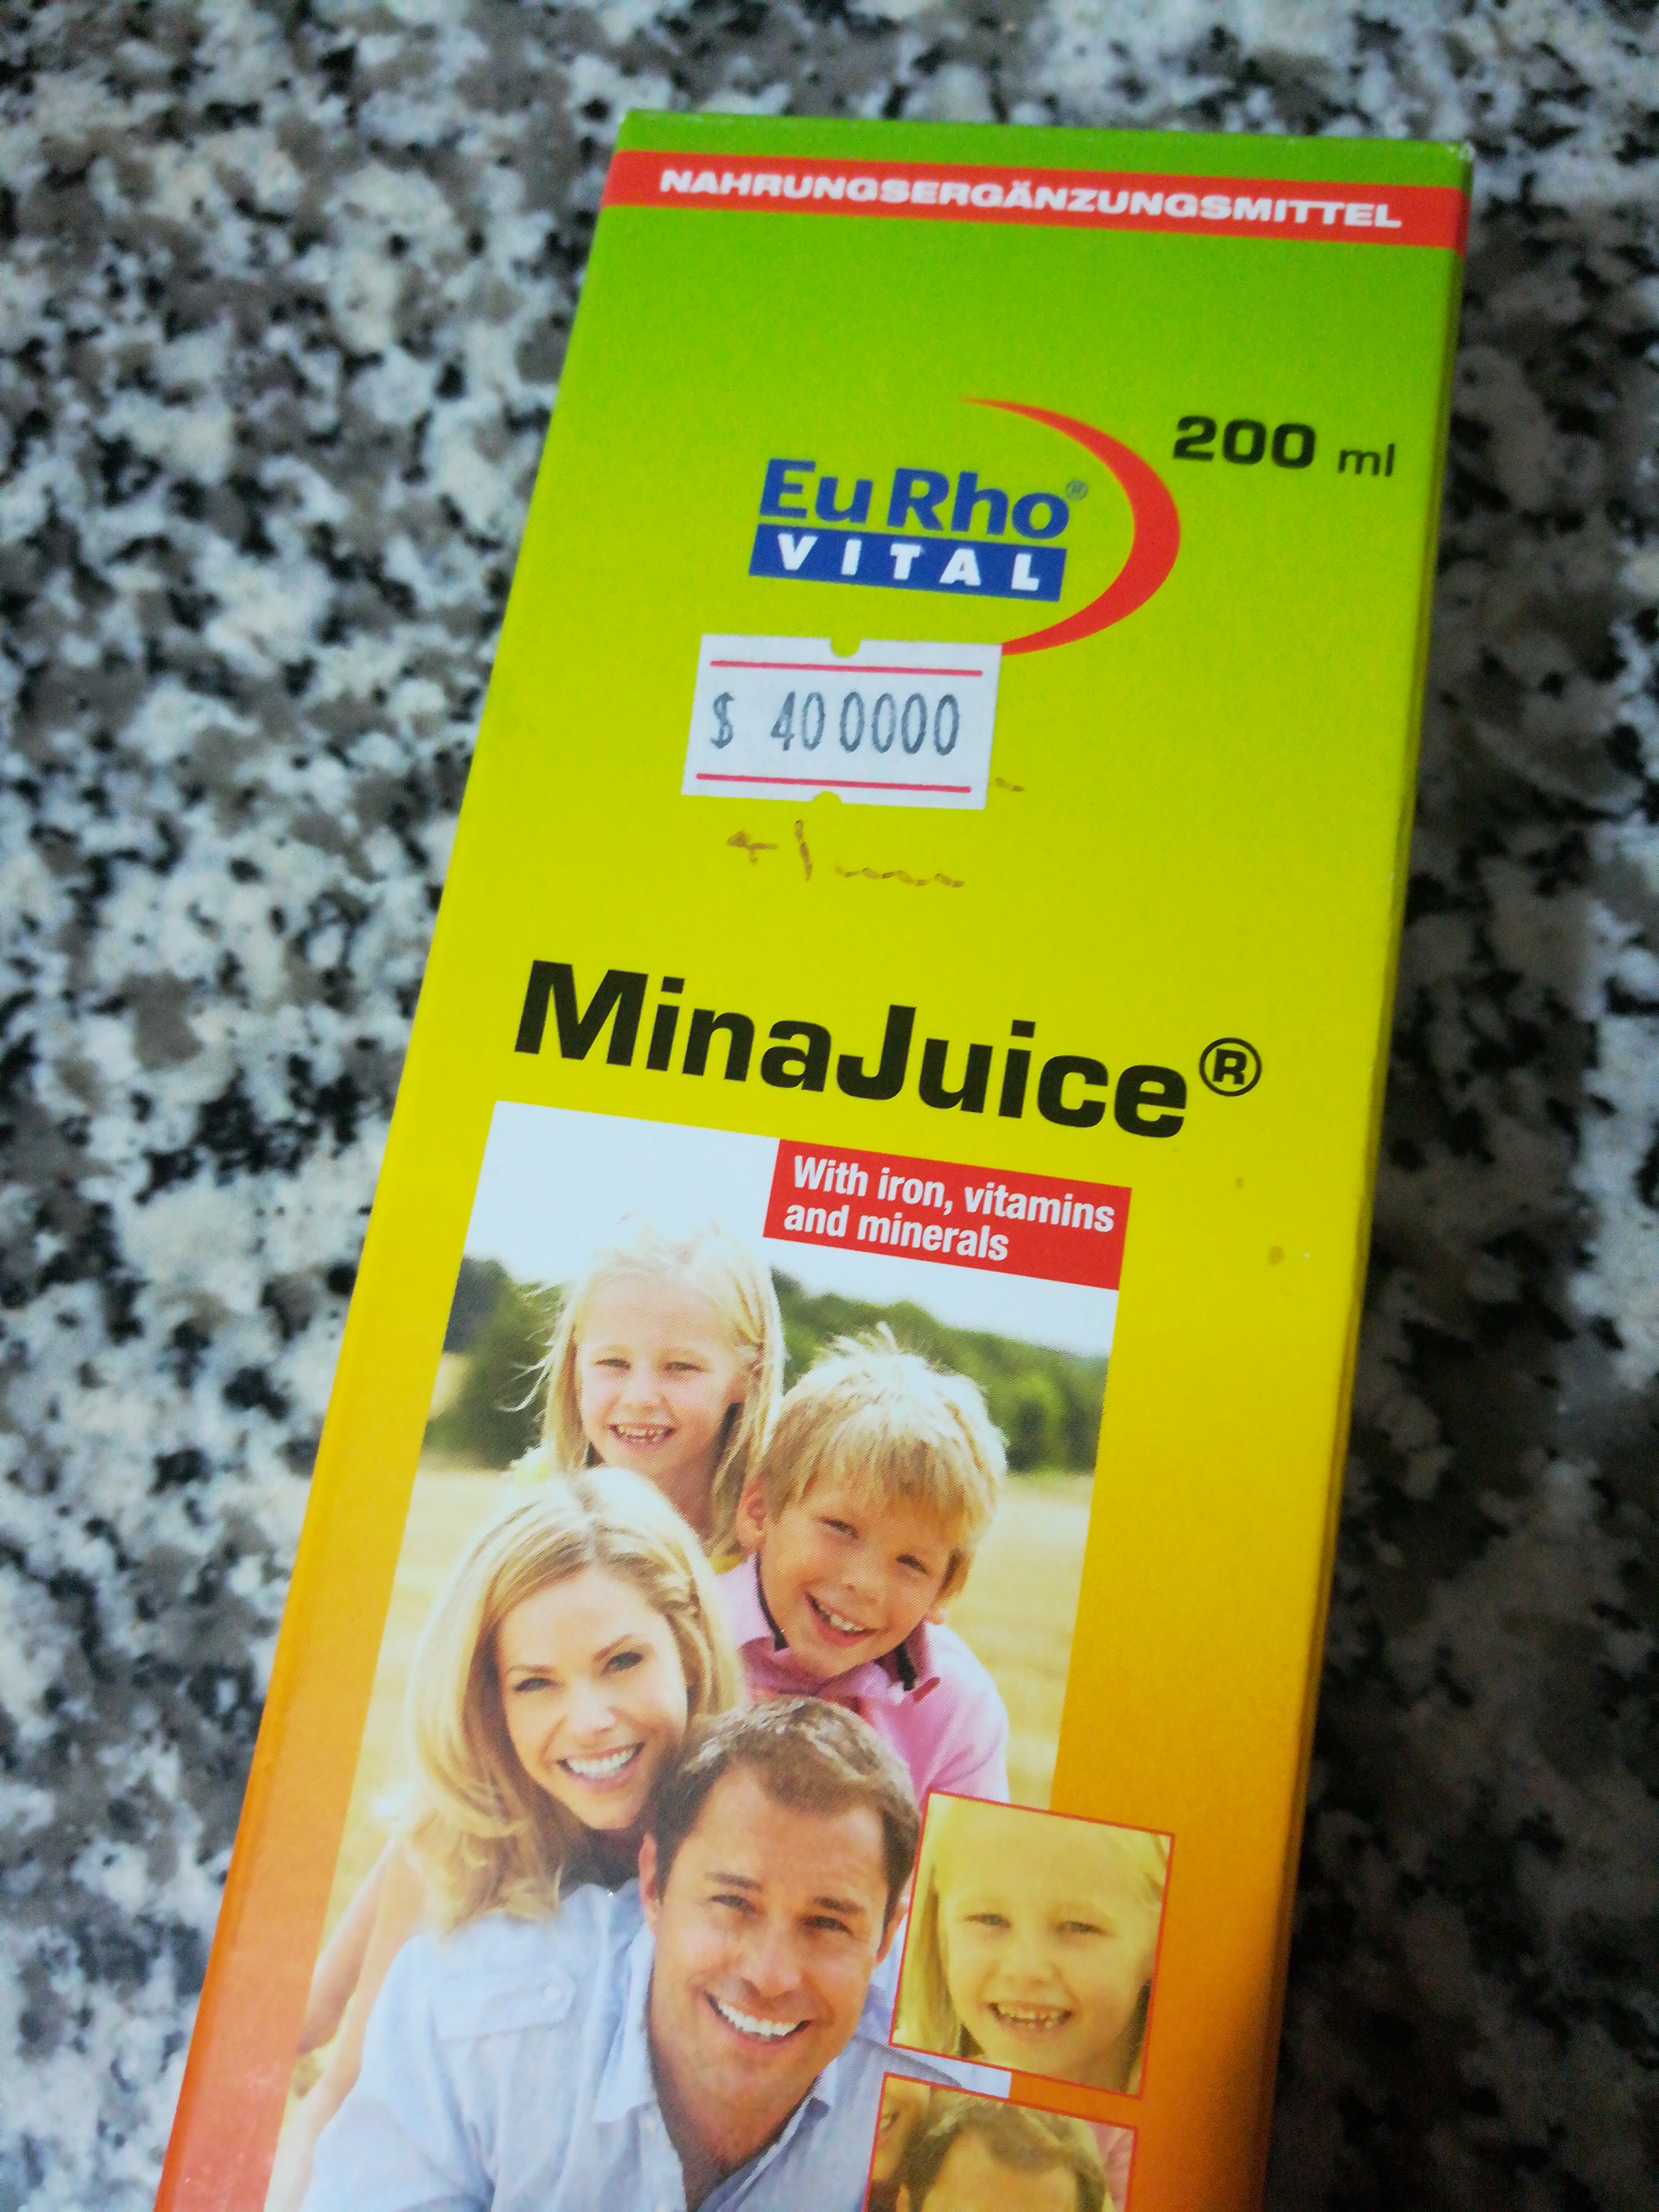 NAHRUNGSERGÄNZUNGSMITTEL
200 ml
EuRho®
VITAL
$ 400000
MinaJuice®
With iron, vitamins
and minerals